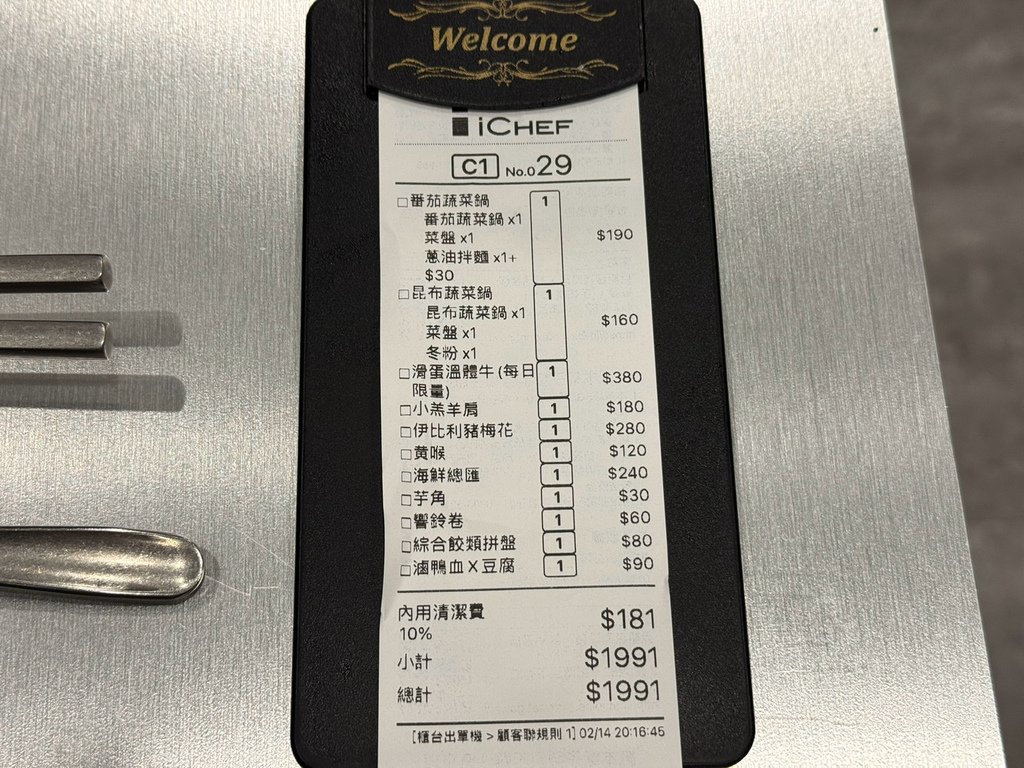 Welcome
iCHEF
C1 No.029
□番茄蔬菜鍋 1 $190
番茄蔬菜鍋 x1
菜盤 x1
蔥油拌麵 x1+
$30
□昆布蔬菜鍋 1 $160
昆布蔬菜鍋 x1
菜盤 x1
冬粉 x1
□滑蛋溫體牛(每日 1 $380
限量)
□小羔羊肩 1 $180
□伊比利豬梅花 1 $280
□黃喉 1 $120
□海鮮總匯 1 $240
□芋角 1 $30
□響鈴卷 1 $60
□綜合餃類拼盤 1 $80
□滷鴨血X豆腐 1 $90
內用清潔費 $181
10%
小計 $1991
總計 $1991
[櫃台出單機 > 顧客聯規則 1] 02/14 20:16:45